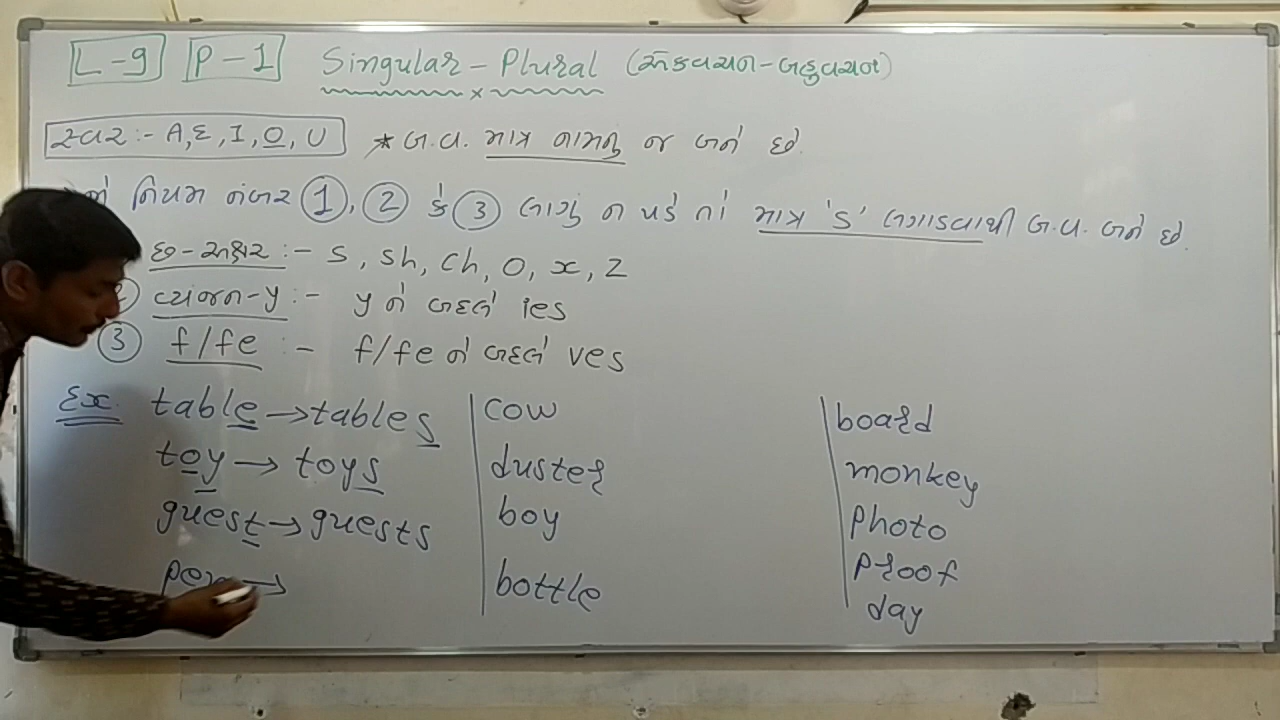 L-9 P-1 Singular-Plural (એકવચન-બહુવચન)
સ્વર :- A, E, I, O, U * બ.વ. માત્ર નામનું જ બને છે.
નિયમ નંબર 1, 2 કે 3 લાગુ ન પડે તો માત્ર 'S' લગાડવાથી બ.વ. બને છે.
છ-અક્ષર :- s, sh, ch, o, x, z
2 વ્યંજન-y :- y ને બદલે ies
3 f/fe :- f/fe ને બદલે ves
Ex. table → tables
toy → toys
guest → guests
pen →
cow
duster
boy
bottle
board
monkey
Photo
Proof
day